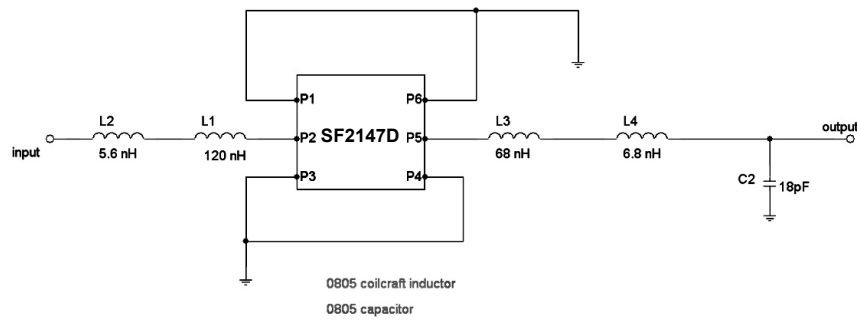 P1 P6
L2 L1 L3 L4
P2 SF2147D P5 output
input 5.6 nH 120 nH 68 nH 6.8 nH
P3 P4 C2 18pF
0805 coilcraft inductor
0805 capacitor